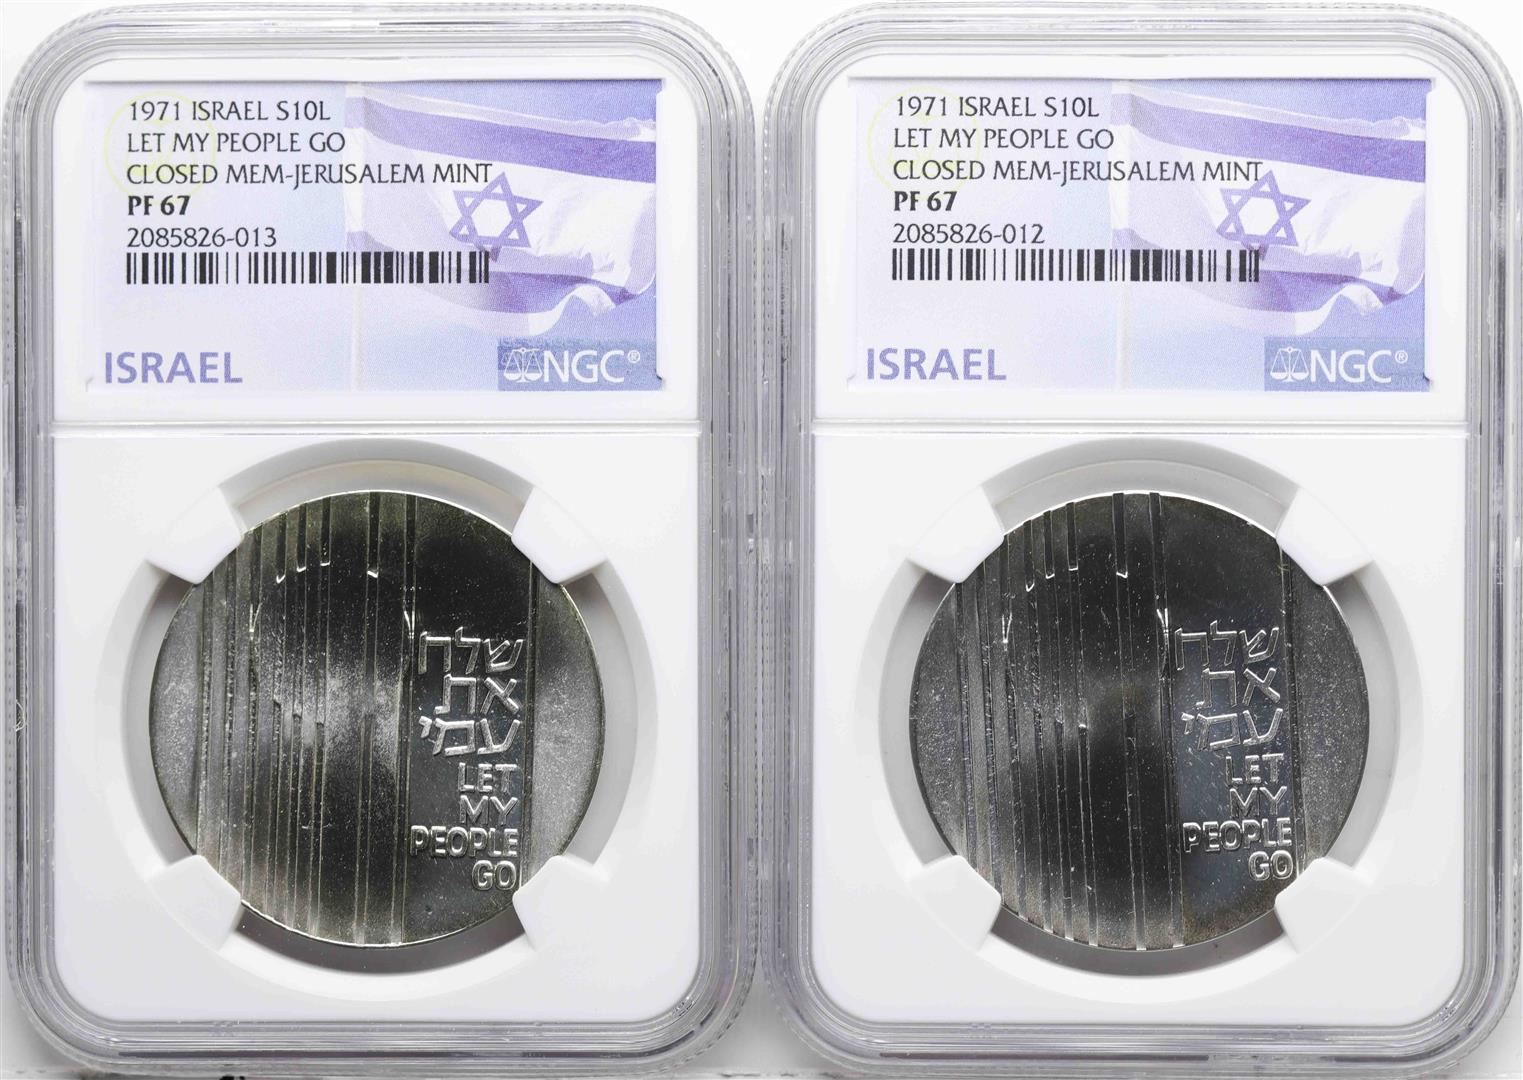 1971 ISRAEL S10L
LET MY PEOPLE GO
CLOSED MEM-JERUSALEM MINT
PF 67
2085826-013
ISRAEL
NGC®
שלח
את
עמי
LET
MY
PEOPLE
GO
1971 ISRAEL S10L
LET MY PEOPLE GO
CLOSED MEM-JERUSALEM MINT
PF 67
2085826-012
ISRAEL
NGC®
שלח
את
עמי
LET
MY
PEOPLE
GO